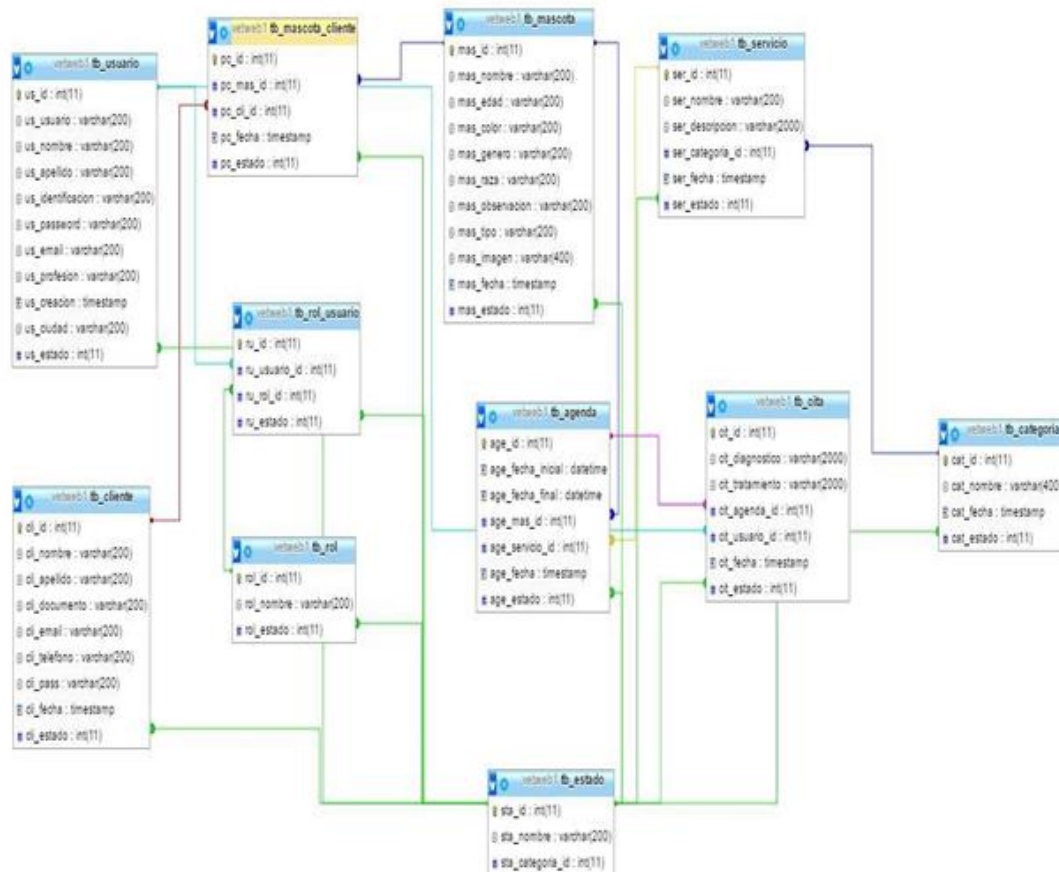 vetweb1 tb_usuario
us_id : int(11)
us_usuario : varchar(200)
us_nombre : varchar(200)
us_apelido : varchar(200)
us_identificacion : varchar(200)
us_password : varchar(200)
us_email : varchar(200)
us_profesion : varchar(200)
us_creacion : timestamp
us_ciudad : varchar(200)
us_estado : int(11)
vetweb1 tb_mascota_cliente
pc_id : int(11)
pc_mas_id : int(11)
pc_cli_id : int(11)
pc_fecha : timestamp
pc_estado : int(11)
vetweb1 tb_mascota
mas_id : int(11)
mas_nombre : varchar(200)
mas_edad : varchar(200)
mas_color : varchar(200)
mas_genero : varchar(200)
mas_raza : varchar(200)
mas_observacion : varchar(200)
mas_tipo : varchar(200)
mas_imagen : varchar(400)
mas_fecha : timestamp
mas_estado : int(11)
vetweb1 tb_servicio
ser_id : int(11)
ser_nombre : varchar(200)
ser_descripcion : varchar(2000)
ser_categoria_id : int(11)
ser_fecha : timestamp
ser_estado : int(11)
vetweb1 tb_rol_usuario
ru_id : int(11)
ru_usuario_id : int(11)
ru_rol_id : int(11)
ru_estado : int(11)
vetweb1 tb_agenda
age_id : int(11)
age_fecha_inicial : datetime
age_fecha_final : datetime
age_mas_id : int(11)
age_servicio_id : int(11)
age_fecha : timestamp
age_estado : int(11)
vetweb1 tb_cita
cit_id : int(11)
cit_diagnostico : varchar(2000)
cit_tratamiento : varchar(2000)
cit_agenda_id : int(11)
cit_usuario_id : int(11)
cit_fecha : timestamp
cit_estado : int(11)
vetweb1 tb_categoria
cat_id : int(11)
cat_nombre : varchar(400
cat_fecha : timestamp
cat_estado : int(11)
vetweb1 tb_cliente
cli_id : int(11)
cli_nombre : varchar(200)
cli_apelido : varchar(200)
cli_documento : varchar(200)
cli_email : varchar(200)
cli_telefono : varchar(200)
cli_pass : varchar(200)
cli_fecha : timestamp
cli_estado : int(11)
vetweb1 tb_rol
rol_id : int(11)
rol_nombre : varchar(200)
rol_estado : int(11)
vetweb1 tb_estado
sta_id : int(11)
sta_nombre : varchar(200)
sta_categoria_id : int(11)